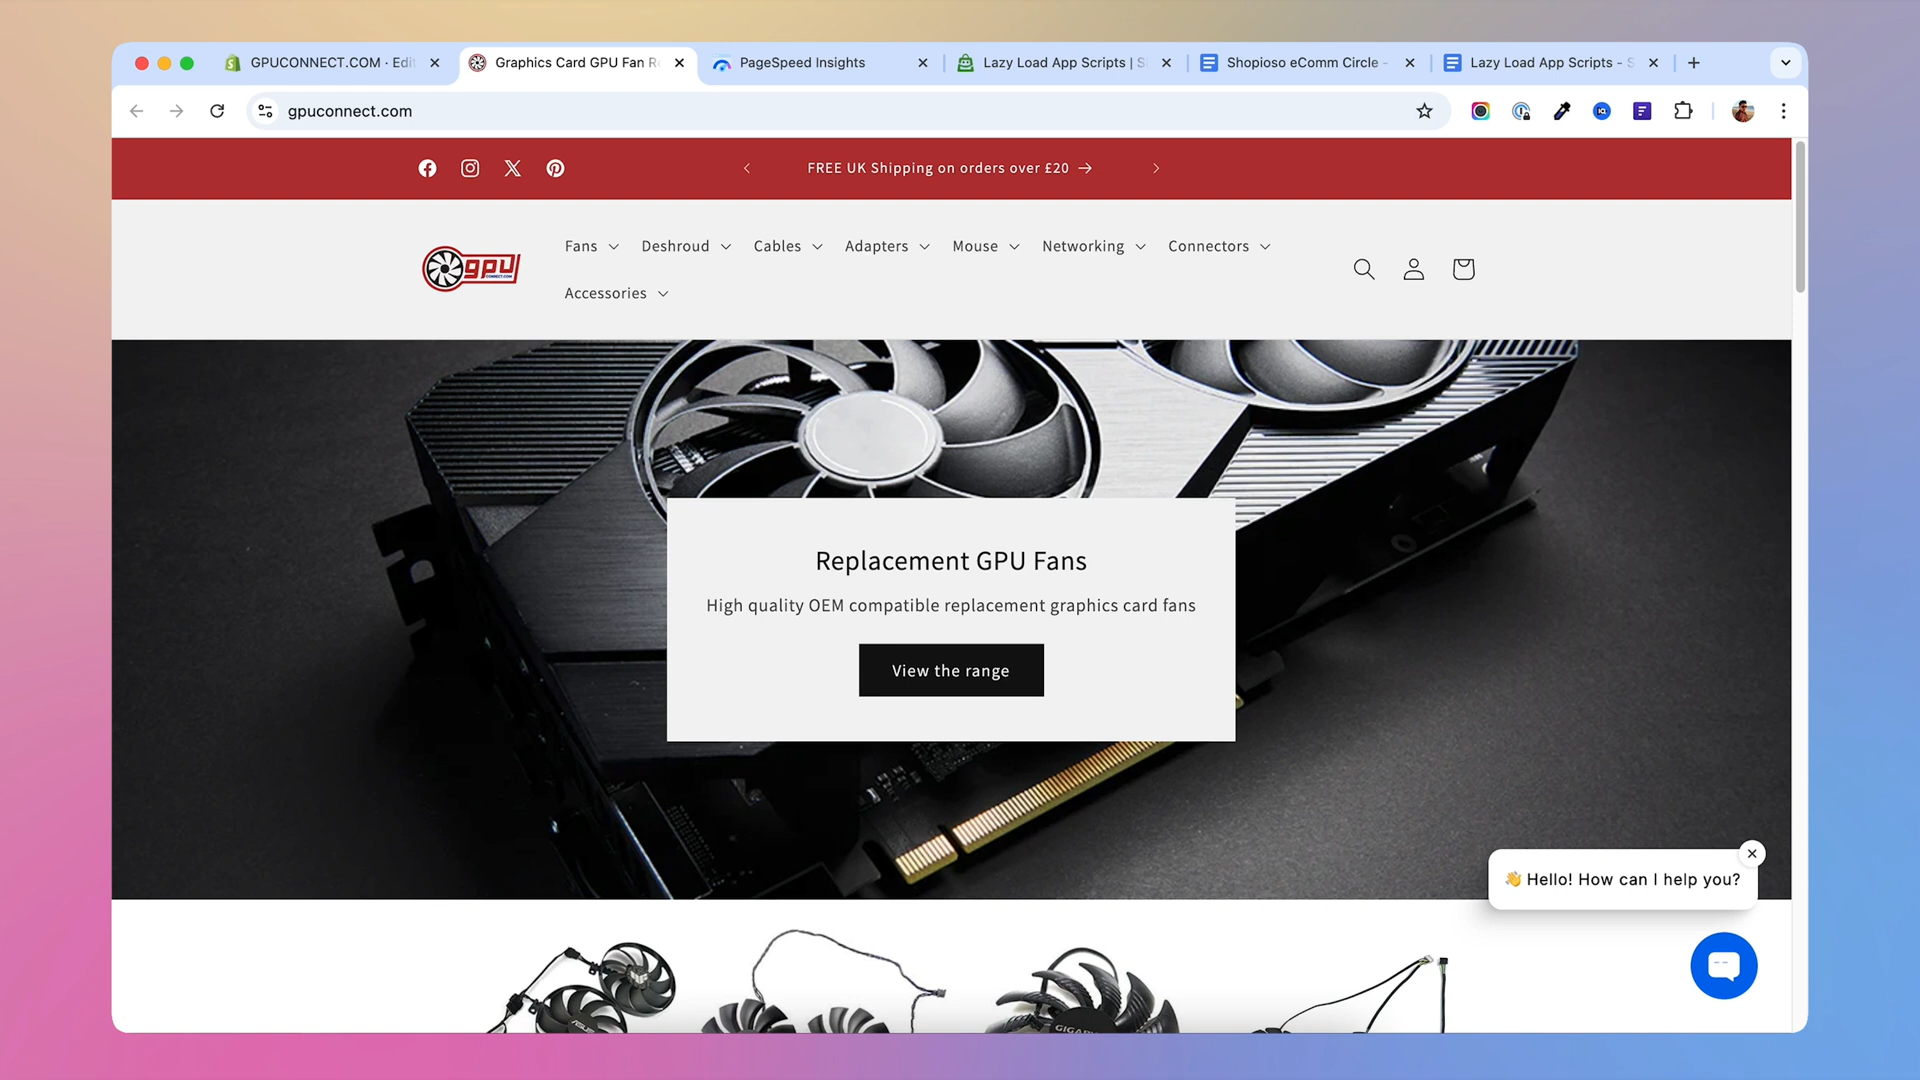 GPUCONNECT.COM · Edi
Graphics Card GPU Fan R
PageSpeed Insights
Lazy Load App Scripts | S
Shopioso eComm Circle -
Lazy Load App Scripts - S
gpuconnect.com
FREE UK Shipping on orders over £20 →
Fans
Deshroud
Cables
Adapters
Mouse
Networking
Connectors
gpu
CONNECT.COM
Accessories
Replacement GPU Fans
High quality OEM compatible replacement graphics card fans
View the range
👋 Hello! How can I help you?
ASUS